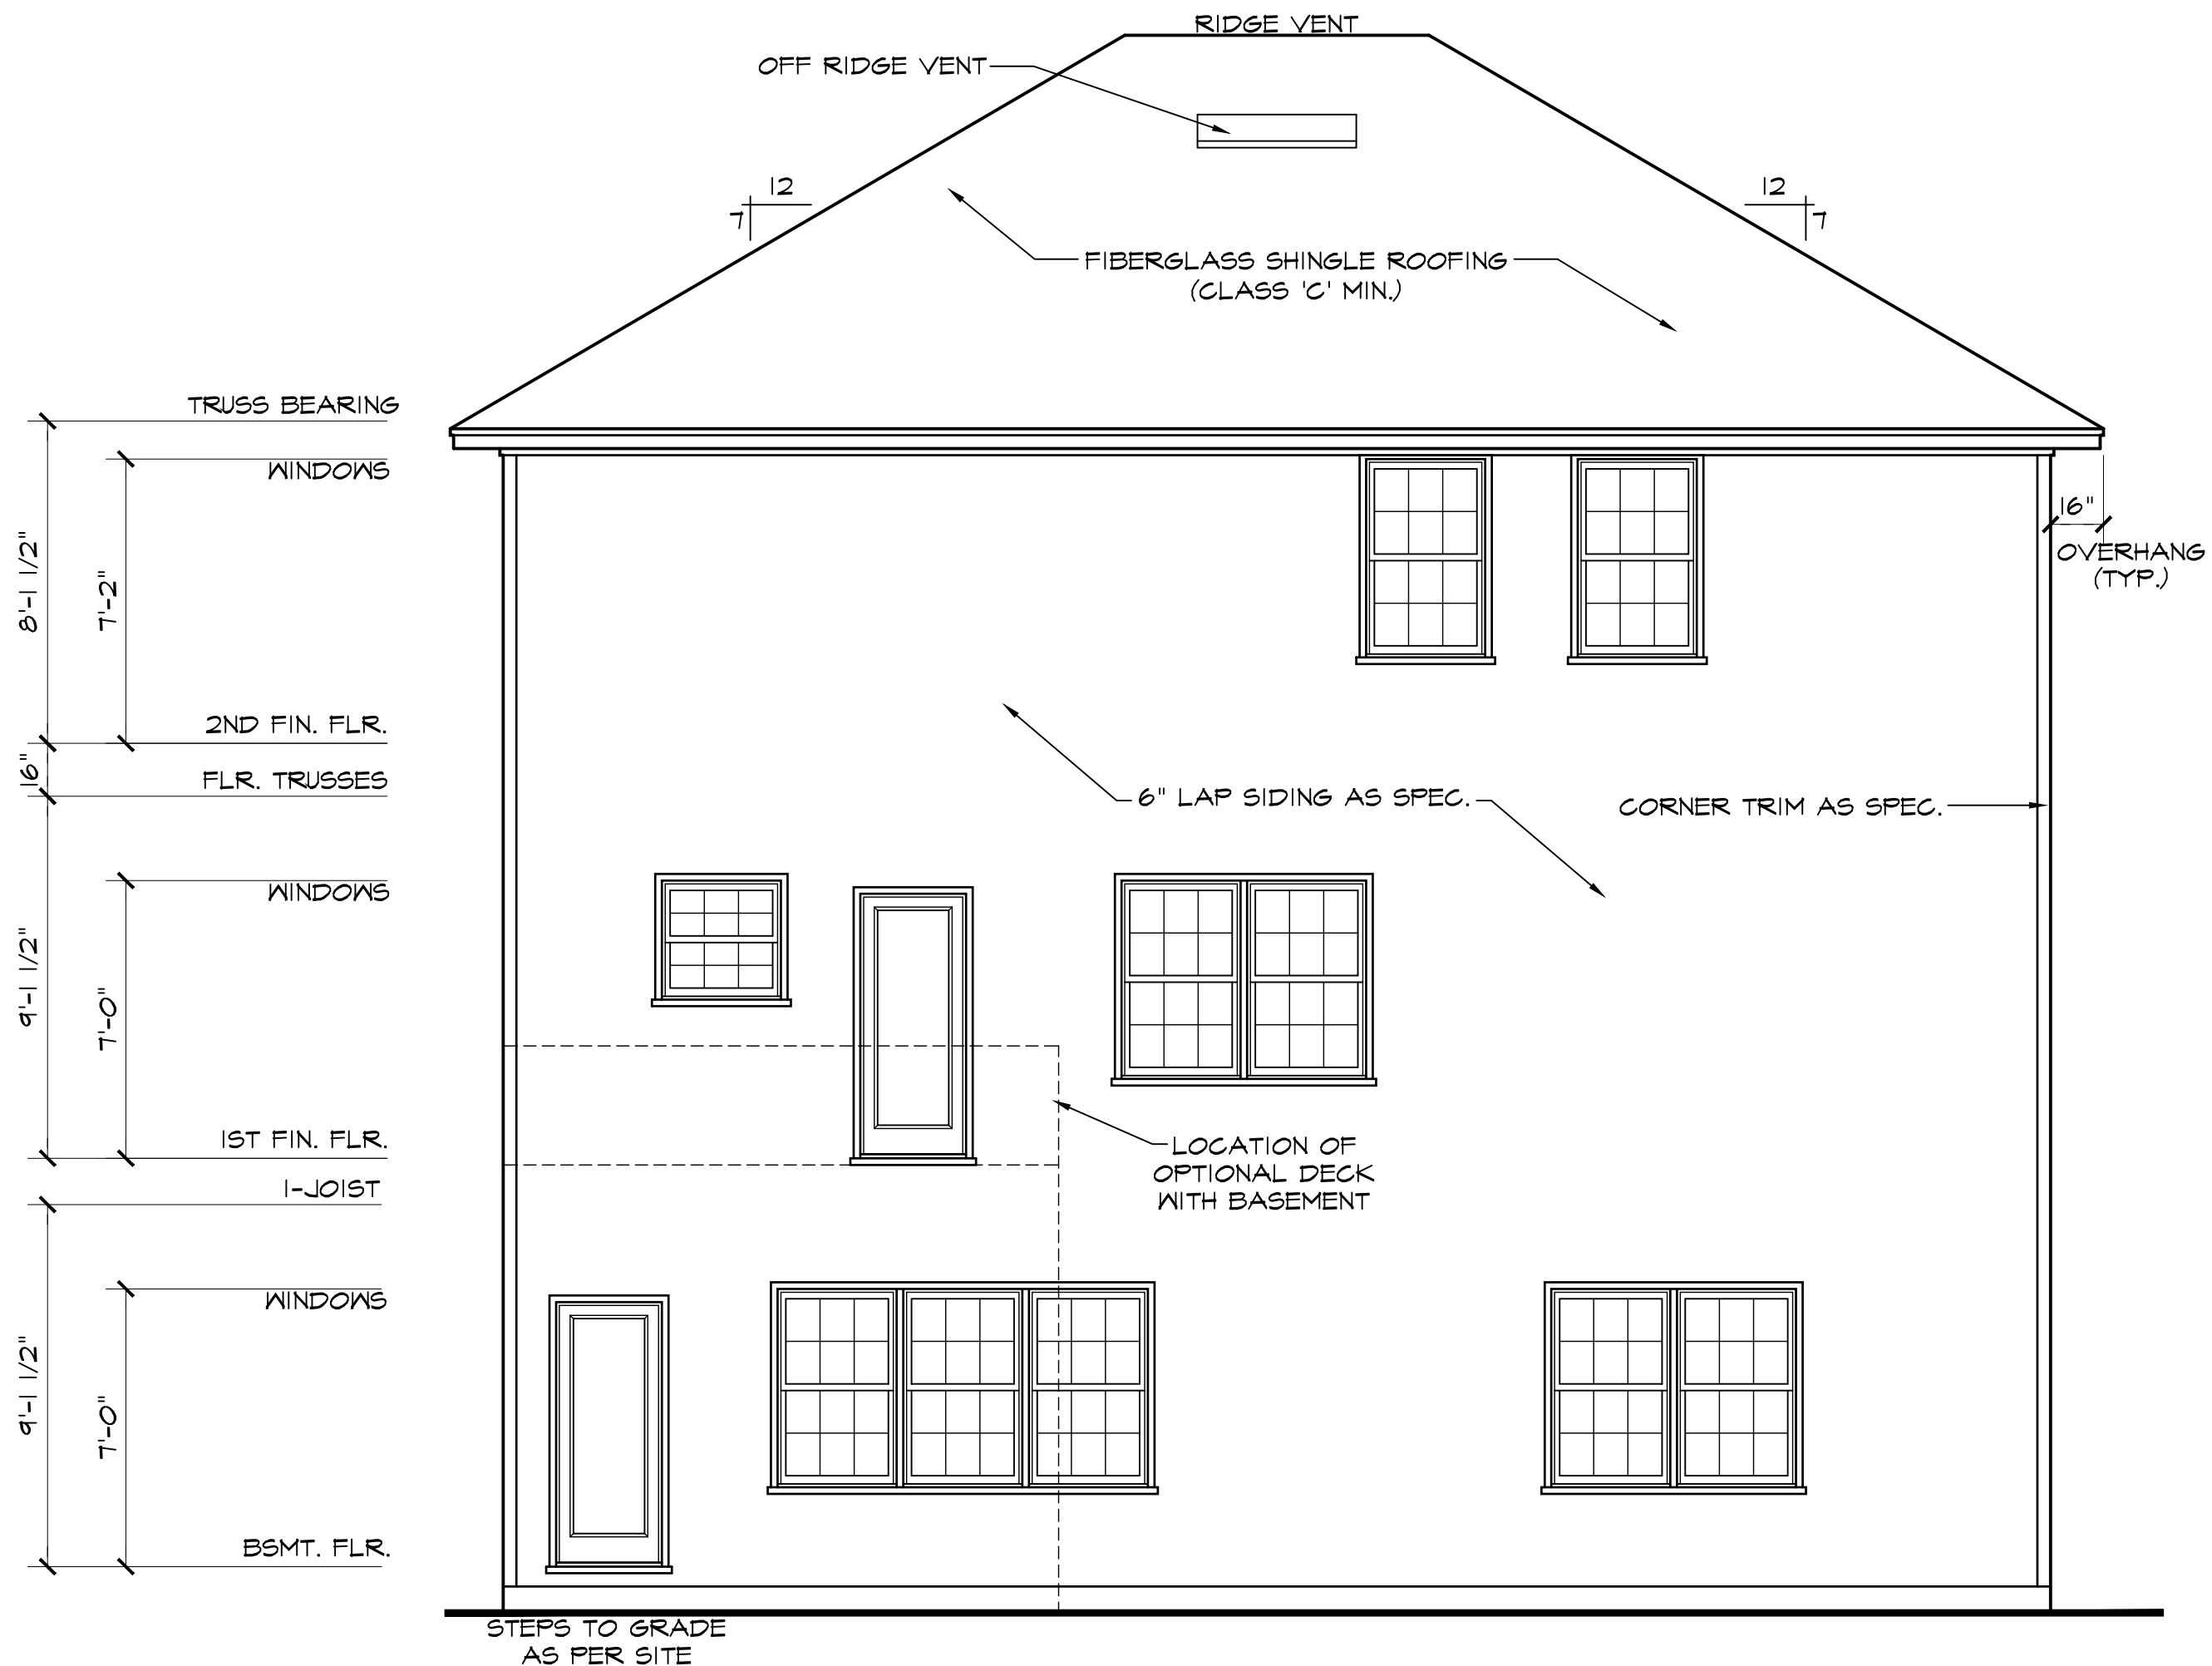 RIDGE VENT
OFF RIDGE VENT
12
7
12
7
FIBERGLASS SHINGLE ROOFING
(CLASS 'C' MIN.)
TRUSS BEARING
WINDOWS
8'-1 1/2"
7'-2"
16"
OVERHANG
(TYP.)
2ND FIN. FLR.
16"
FLR. TRUSSES
6" LAP SIDING AS SPEC.
CORNER TRIM AS SPEC.
WINDOWS
9'-1 1/2"
7'-0"
1ST FIN. FLR.
LOCATION OF
OPTIONAL DECK
WITH BASEMENT
I-JOIST
WINDOWS
9'-1 1/2"
7'-0"
BSMT. FLR.
STEPS TO GRADE
AS PER SITE